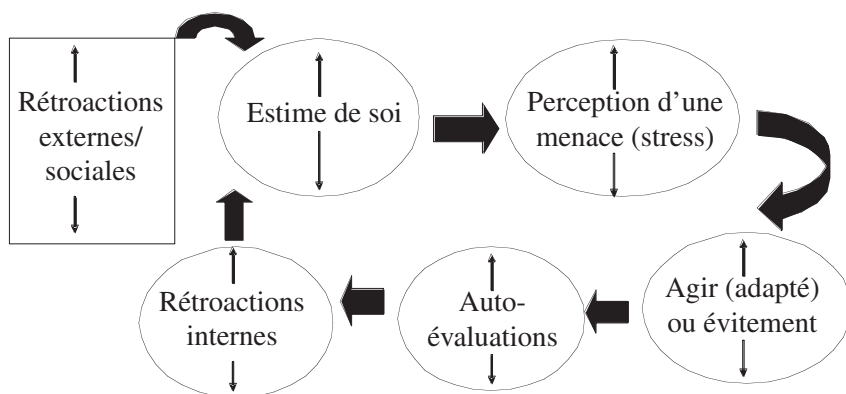 Rétroactions
externes/
sociales
Estime de soi
Perception d’une
menace (stress)
Agir (adapté)
ou évitement
Auto-
évaluations
Rétroactions
internes